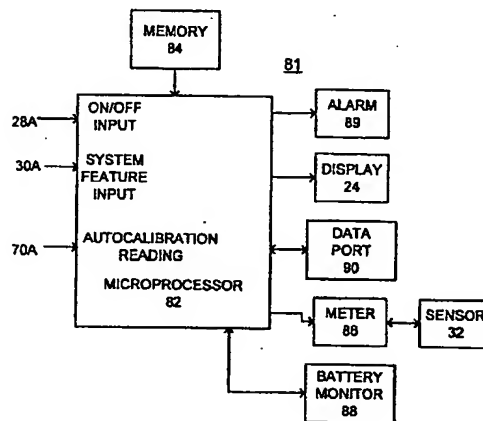 MEMORY
84
81
28A
ON/OFF
INPUT
ALARM
89
30A
SYSTEM
FEATURE
INPUT
DISPLAY
24
70A
AUTOCALIBRATION
READING
DATA
PORT
90
MICROPROCESSOR
82
METER
88
SENSOR
32
BATTERY
MONITOR
88